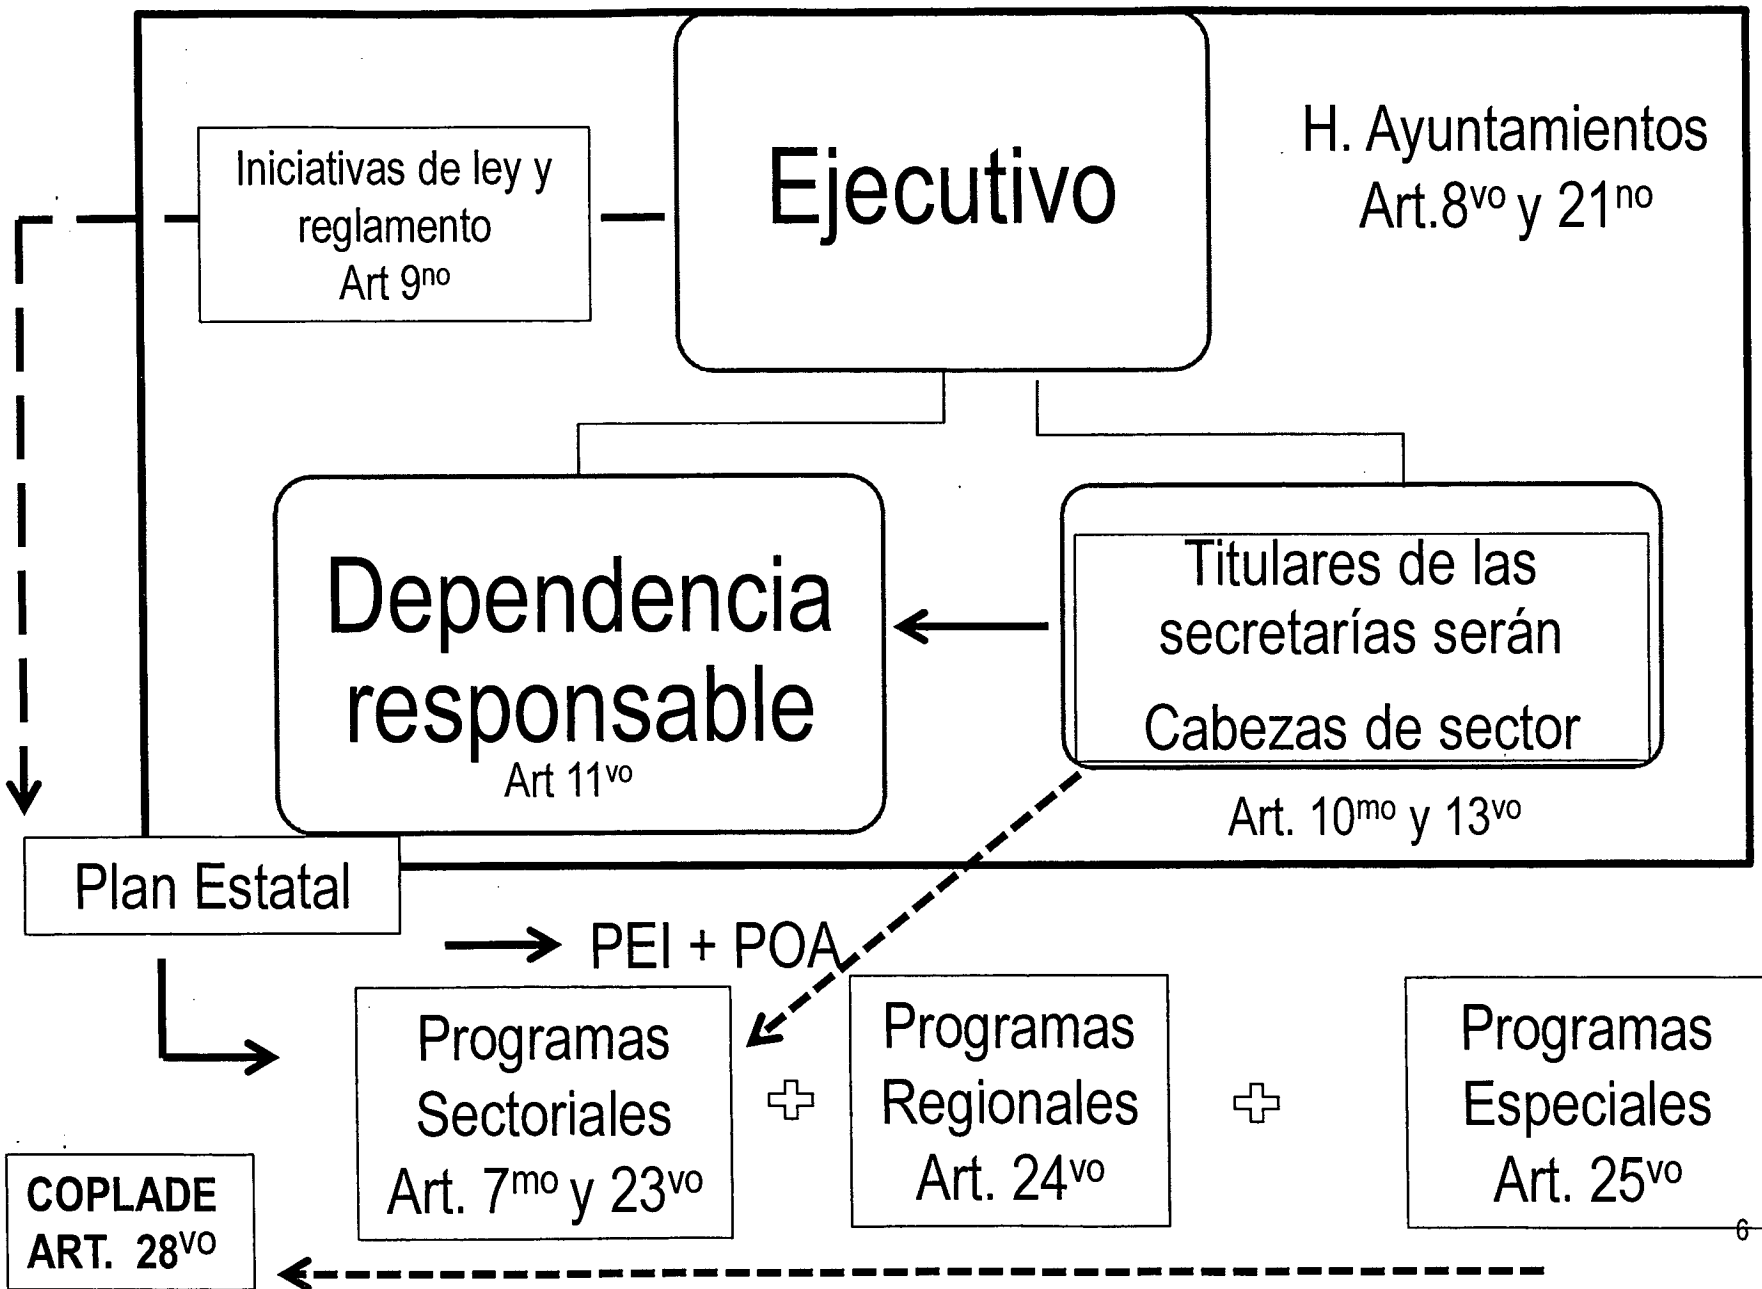 Iniciativas de ley y
reglamento
Art 9no
Ejecutivo
H. Ayuntamientos
Art.8vo y 21no
Dependencia
responsable
Art 11vo
Titulares de las
secretarías serán
Cabezas de sector
Art. 10mo y 13vo
Plan Estatal
PEI + POA
Programas
Sectoriales
Art. 7mo y 23vo
Programas
Regionales
Art. 24vo
Programas
Especiales
Art. 25vo
COPLADE
ART. 28VO
6